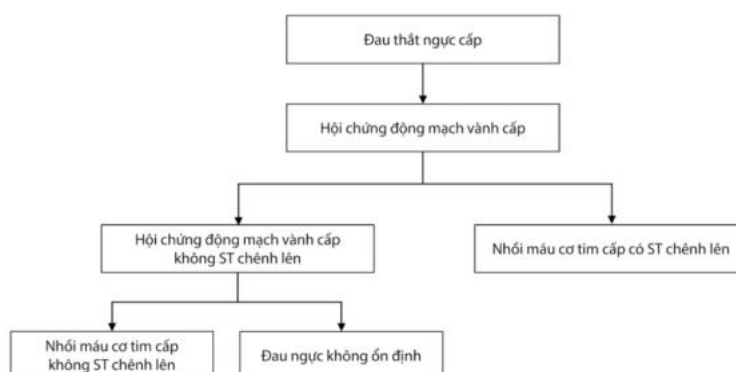 Đau thắt ngực cấp
Hội chứng động mạch vành cấp
Hội chứng động mạch vành cấp
không ST chênh lên
Nhồi máu cơ tim cấp có ST chênh lên
Nhồi máu cơ tim cấp
không ST chênh lên
Đau ngực không ổn định